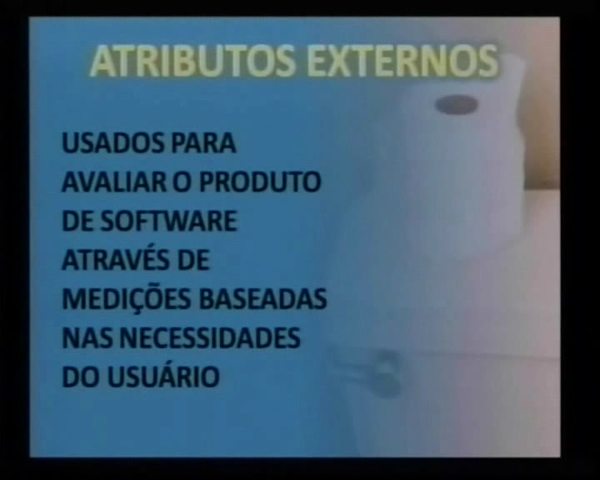 ATRIBUTOS EXTERNOS
USADOS PARA
AVALIAR O PRODUTO
DE SOFTWARE
ATRAVÉS DE
MEDIÇÕES BASEADAS
NAS NECESSIDADES
DO USUÁRIO